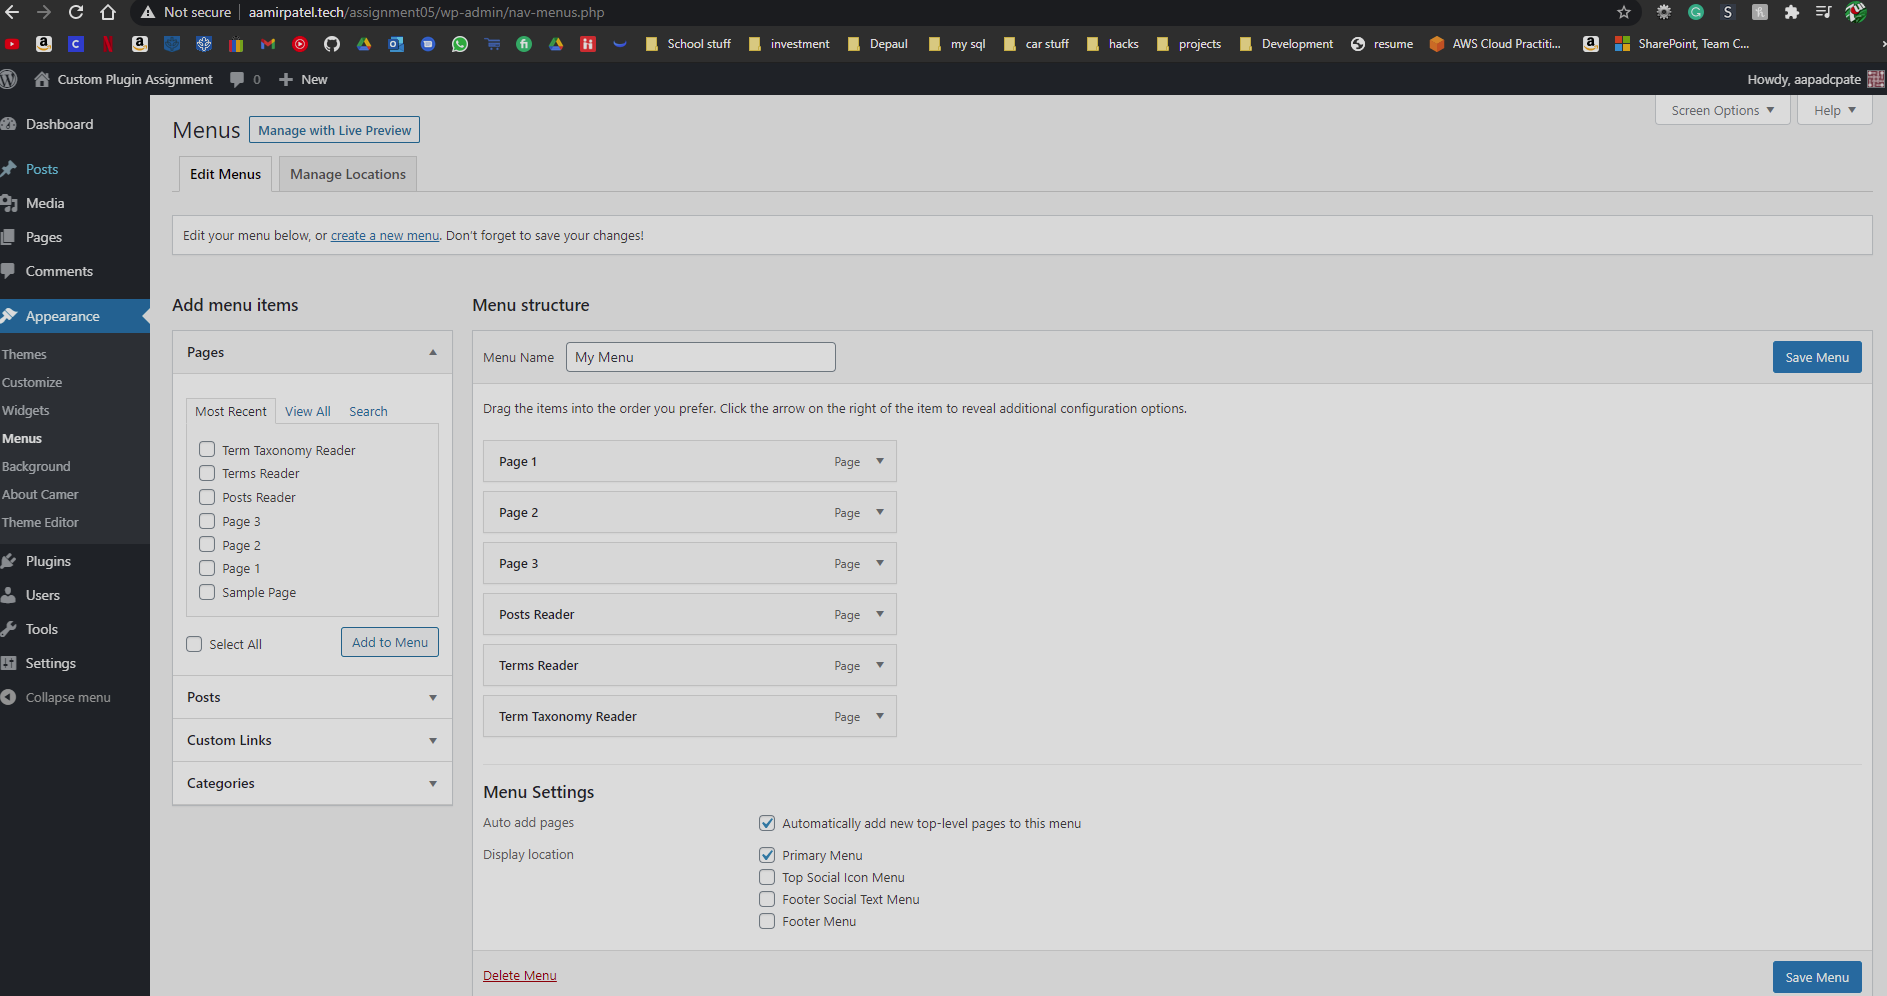 Not secure | aamirpatel.tech/assignment05/wp-admin/nav-menus.php
School stuff investment Depaul my sql car stuff hacks projects Development resume AWS Cloud Practiti... SharePoint, Team C...
Custom Plugin Assignment 0 + New Howdy, aapadcpate
Screen Options Help
Dashboard
Posts
Media
Pages
Comments
Appearance
Themes
Customize
Widgets
Menus
Background
About Camer
Theme Editor
Plugins
Users
Tools
Settings
Collapse menu
Menus Manage with Live Preview
Edit Menus Manage Locations
Edit your menu below, or create a new menu. Don't forget to save your changes!
Add menu items
Pages
Most Recent View All Search
Term Taxonomy Reader
Terms Reader
Posts Reader
Page 3
Page 2
Page 1
Sample Page
Select All Add to Menu
Posts
Custom Links
Categories
Menu structure
Menu Name My Menu Save Menu
Drag the items into the order you prefer. Click the arrow on the right of the item to reveal additional configuration options.
Page 1 Page
Page 2 Page
Page 3 Page
Posts Reader Page
Terms Reader Page
Term Taxonomy Reader Page
Menu Settings
Auto add pages Automatically add new top-level pages to this menu
Display location Primary Menu
Top Social Icon Menu
Footer Social Text Menu
Footer Menu
Delete Menu Save Menu